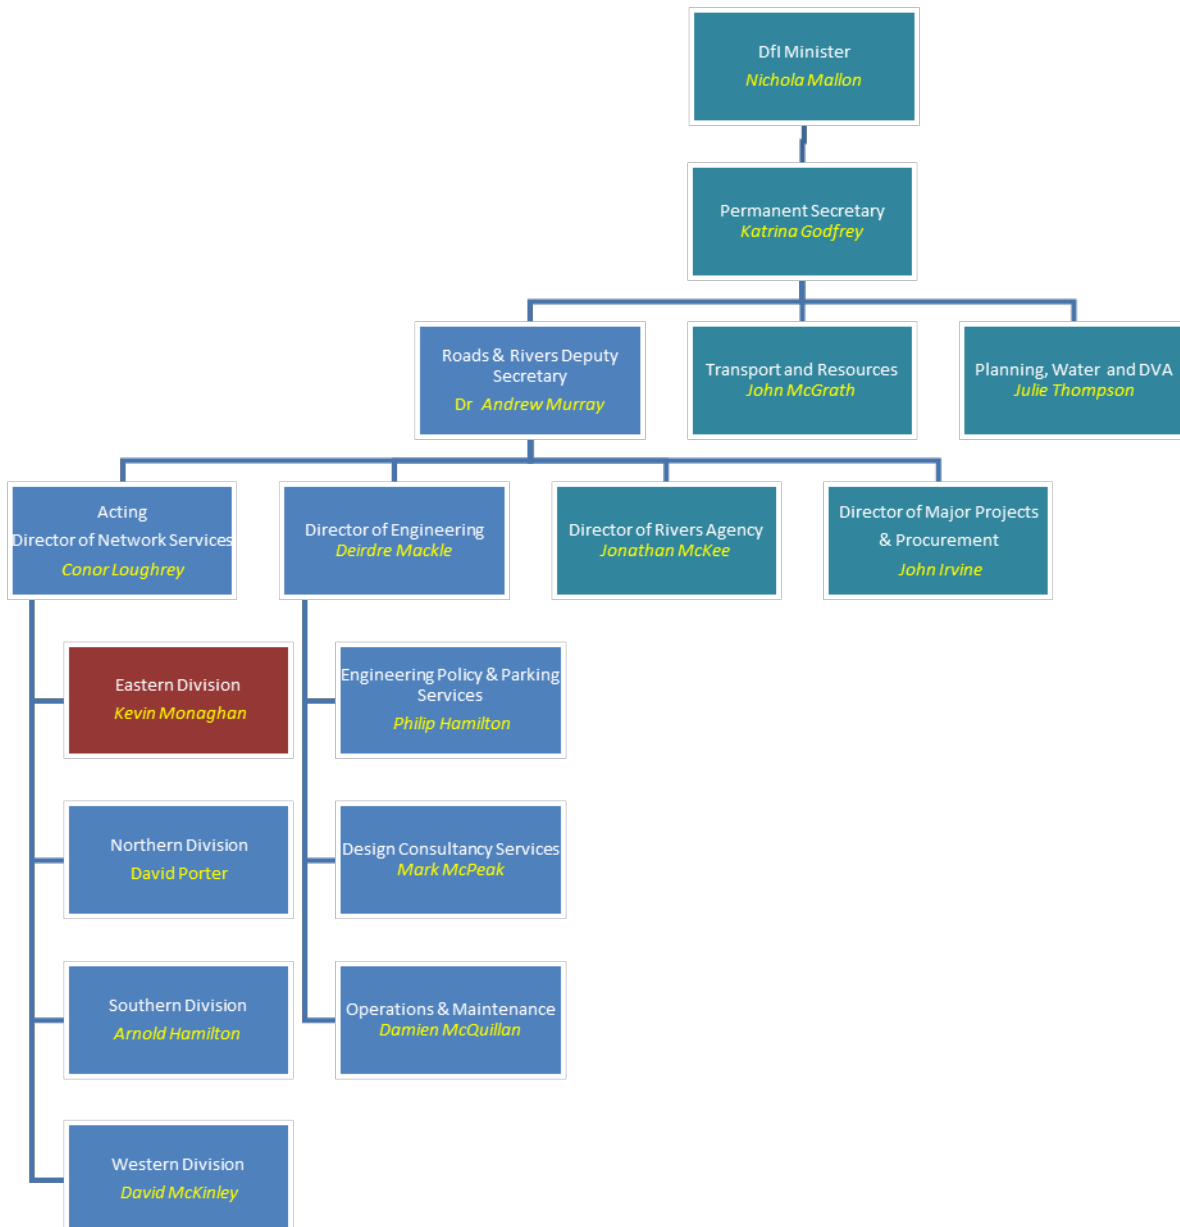 DfI Minister
Nichola Mallon
Permanent Secretary
Katrina Godfrey
Roads & Rivers Deputy
Secretary
Dr Andrew Murray
Transport and Resources
John McGrath
Planning, Water and DVA
Julie Thompson
Acting
Director of Network Services
Conor Loughrey
Director of Engineering
Deirdre Mackle
Director of Rivers Agency
Jonathan McKee
Director of Major Projects
& Procurement
John Irvine
Eastern Division
Kevin Monaghan
Engineering Policy & Parking
Services
Philip Hamilton
Northern Division
David Porter
Design Consultancy Services
Mark McPeak
Southern Division
Arnold Hamilton
Operations & Maintenance
Damien McQuillan
Western Division
David McKinley